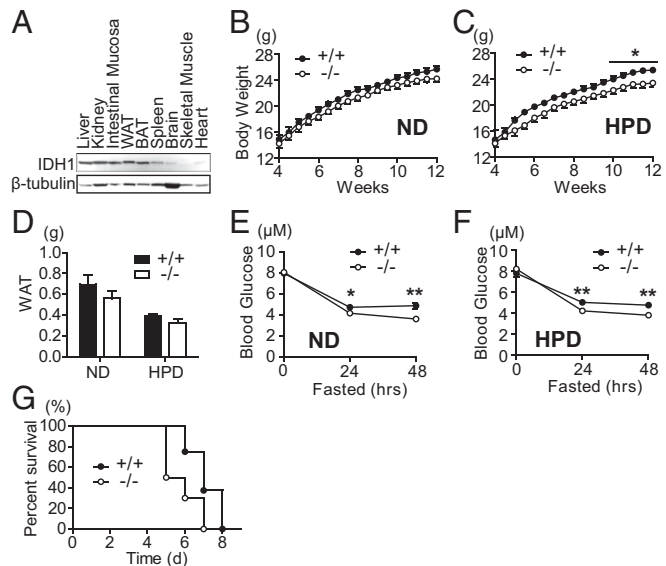 A
Liver
Kidney
Intestinal Mucosa
WAT
BAT
Spleen
Brain
Skeletal Muscle
Heart
IDH1
β-tubulin
B
(g)
28
24
20
16
12
Body Weight
+/+
-/-
ND
4 6 8 10 12
Weeks
C
(g)
28
24
20
16
12
+/+
-/-
*
HPD
4 6 8 10 12
Weeks
D
(g)
1.0
0.8
0.6
0.4
0.2
0.0
WAT
+/+
-/-
ND HPD
E
(μM)
10
8
6
4
2
0
Blood Glucose
+/+
-/-
* **
ND
0 24 48
Fasted (hrs)
F
(μM)
10
8
6
4
2
0
Blood Glucose
+/+
-/-
** **
HPD
0 24 48
Fasted (hrs)
G
(%)
100
80
60
40
20
0
Percent survival
+/+
-/-
0 2 4 6 8
Time (d)